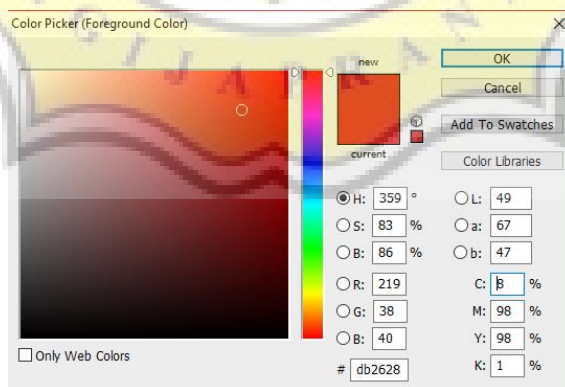 Color Picker (Foreground Color)
new
current
OK
Cancel
Add To Swatches
Color Libraries
H: 359 °
S: 83 %
B: 86 %
R: 219
G: 38
B: 40
# db2628
L: 49
a: 67
b: 47
C: 8 %
M: 98 %
Y: 98 %
K: 1 %
Only Web Colors